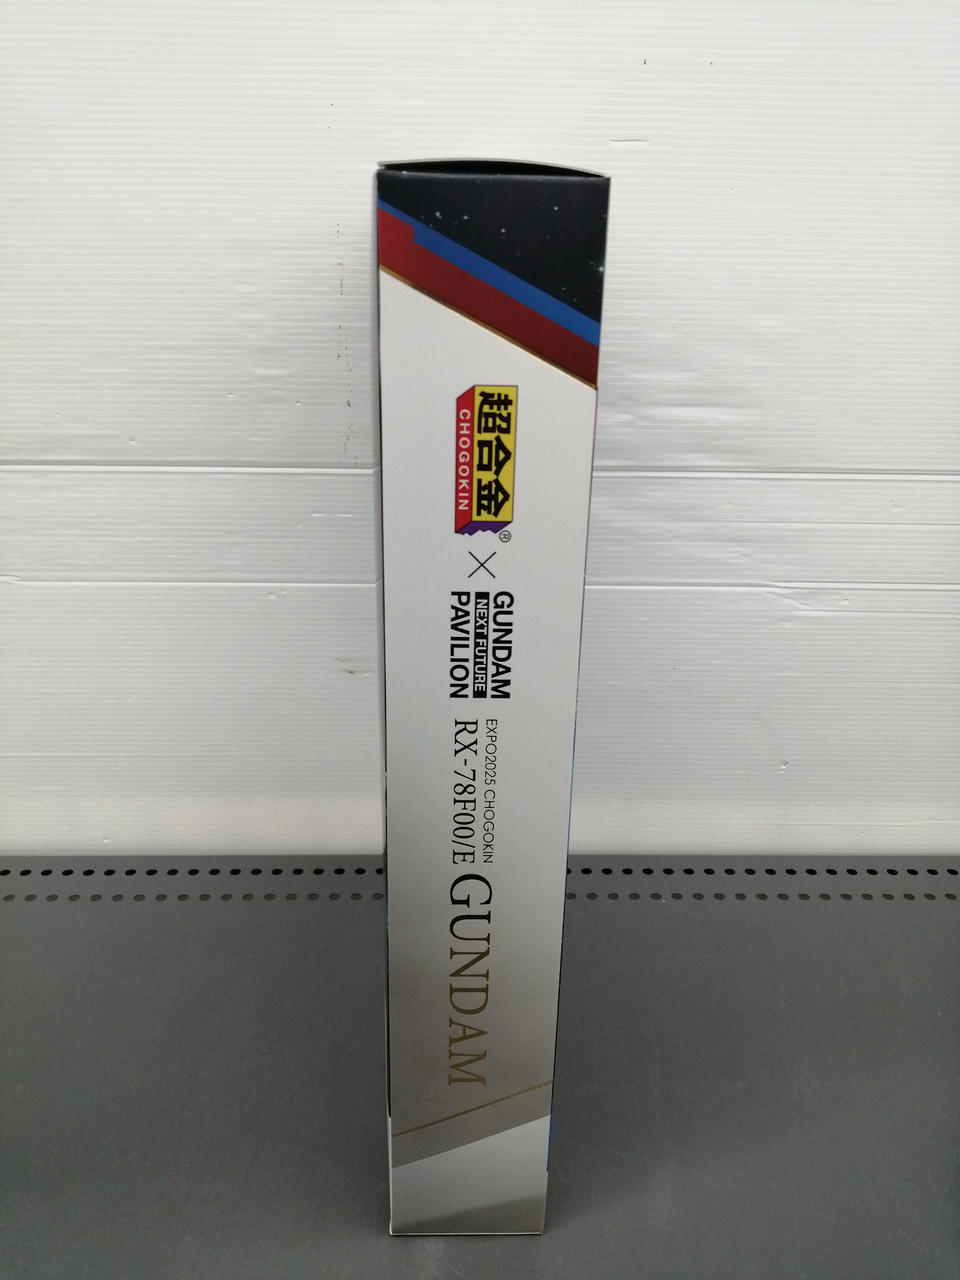 超合金
CHOGOKIN
®
×
GUNDAM
NEXT FUTURE
PAVILION
EXPO2025 CHOGOKIN
RX-78F00/E GUNDAM